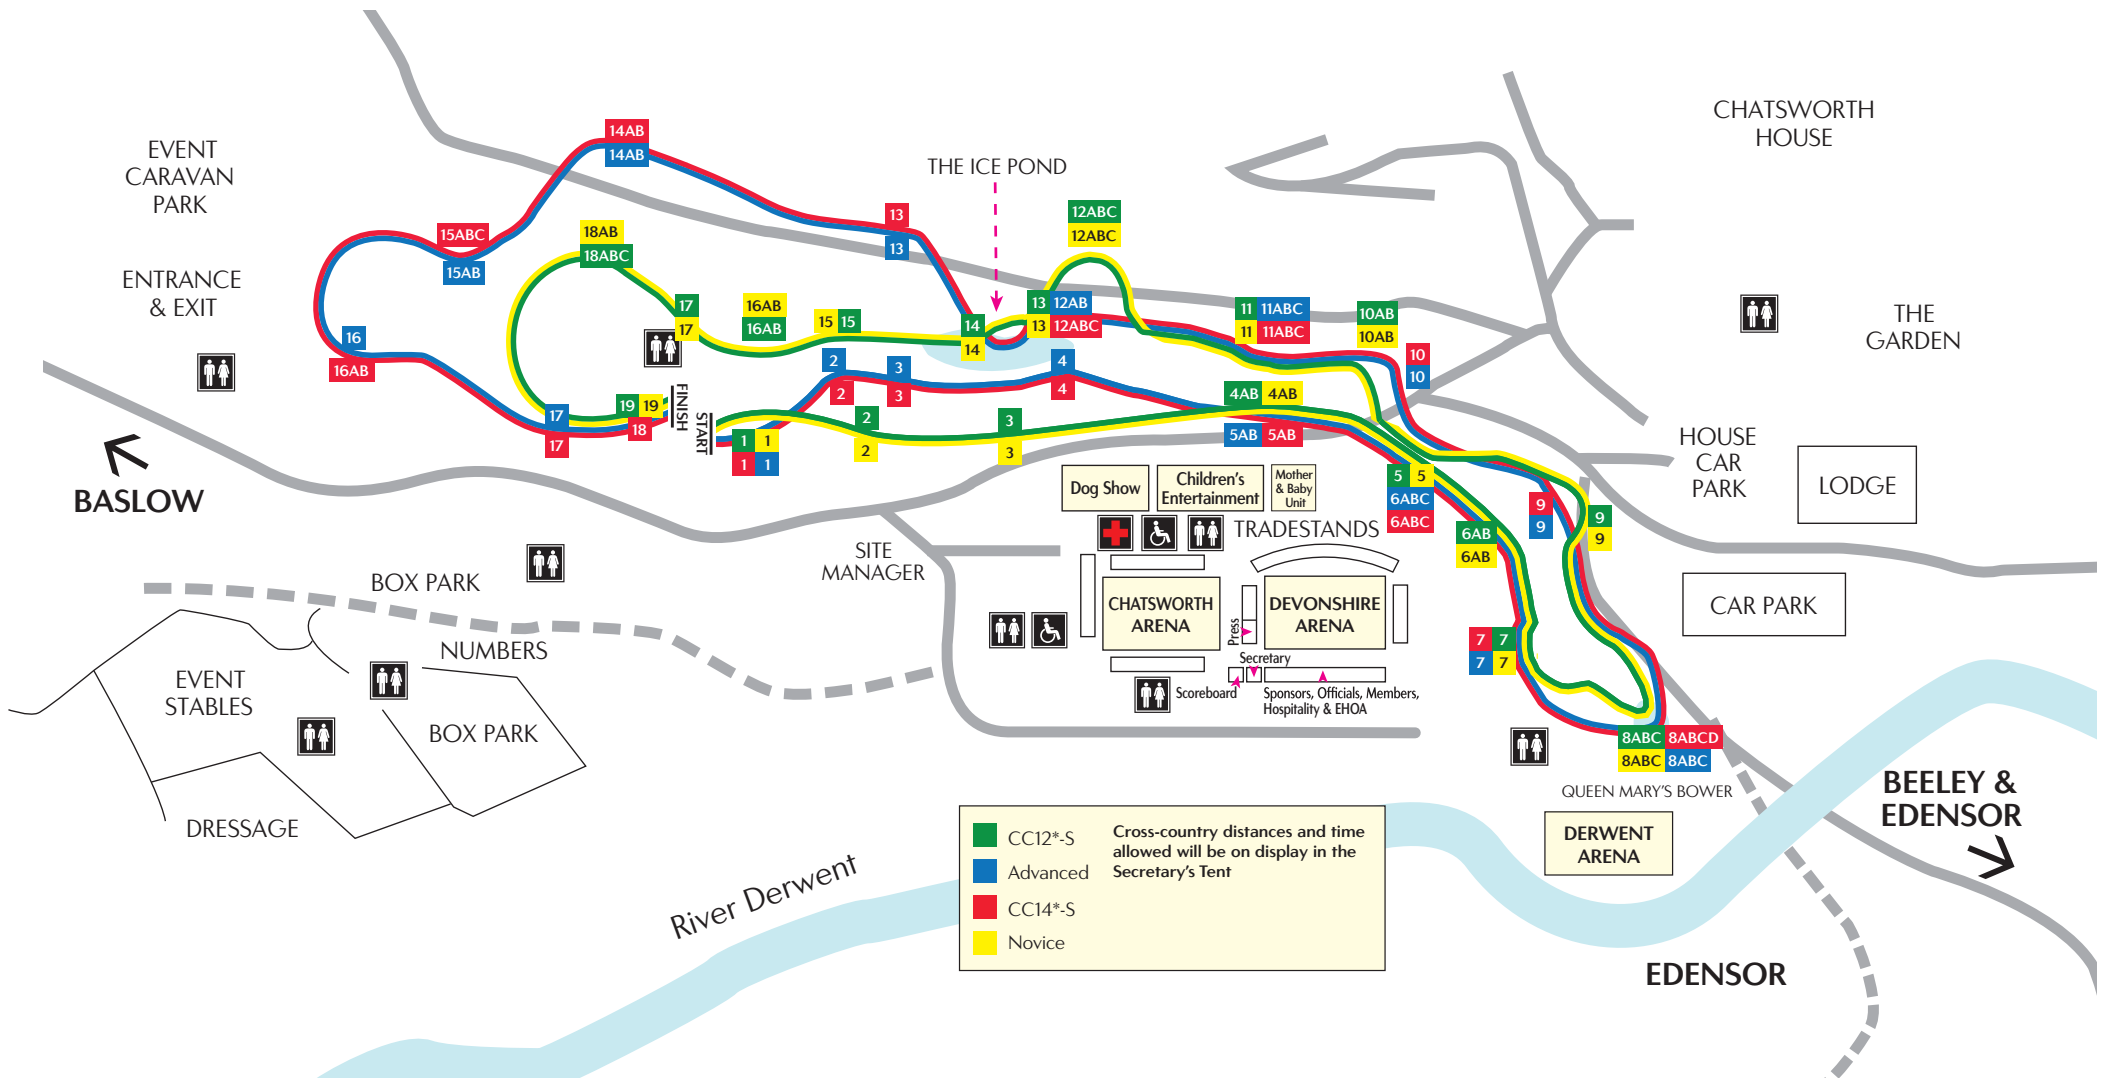 CHATSWORTH
HOUSE
EVENT
CARAVAN
PARK
THE ICE POND
14AB
14AB
13
13
12ABC
12ABC
15ABC
15AB
18AB
18ABC
ENTRANCE
& EXIT
THE
GARDEN
17
17
16AB
16AB
15 15
14
14
13 12AB
13 12ABC
11 11ABC
11 11ABC
10AB
10AB
10
10
16
16AB
2
2
3
3
4
4
4AB 4AB
5AB 5AB
17
17
19 19
18
FINISH
START
1 1
1 1
2
2
3
3
BASLOW
HOUSE
CAR
PARK
LODGE
Dog Show
Children's
Entertainment
Mother
& Baby
Unit
5 5
6ABC
6ABC
6AB
6AB
9
9
9
9
TRADESTANDS
SITE
MANAGER
BOX PARK
CHATSWORTH
ARENA
DEVONSHIRE
ARENA
Press
CAR PARK
NUMBERS
7 7
7 7
Secretary
Scoreboard
Sponsors, Officials, Members,
Hospitality & EHOA
EVENT
STABLES
BOX PARK
8ABC 8ABCD
8ABC 8ABC
QUEEN MARY'S BOWER
DERWENT
ARENA
BEELEY &
EDENSOR
DRESSAGE
River Derwent
CC12*-S
Advanced
CC14*-S
Novice
Cross-country distances and time
allowed will be on display in the
Secretary's Tent
EDENSOR